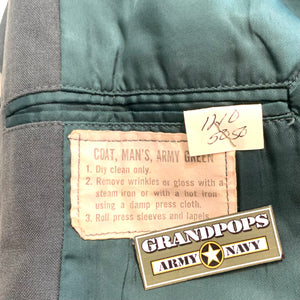 COAT, MAN'S, ARMY GREEN
1. Dry clean only.
2. Remove wrinkles or gloss with a
steam iron or with a hot iron
using a damp press cloth.
3. Roll press sleeves and lapels.
GRANDPOPS
ARMY NAVY